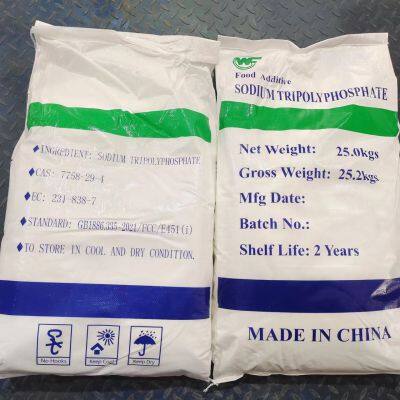 ◆INGREDIENT: SODIUM TRIPOLYPHOSPHATE
◆CAS: 7758-29-4
◆EC: 231-838-7
◆STANDARD: GB1886.335-2021/FCC/E451(i)
◆TO STORE IN COOL AND DRY CONDITION.
No-Hooks
Keep Cool
Keep Dry
Food Additive
SODIUM TRIPOLYPHOSPHATE
Net Weight: 25.0kgs
Gross Weight: 25.2kgs
Mfg Date:
Batch No.:
Shelf Life: 2 Years
MADE IN CHINA